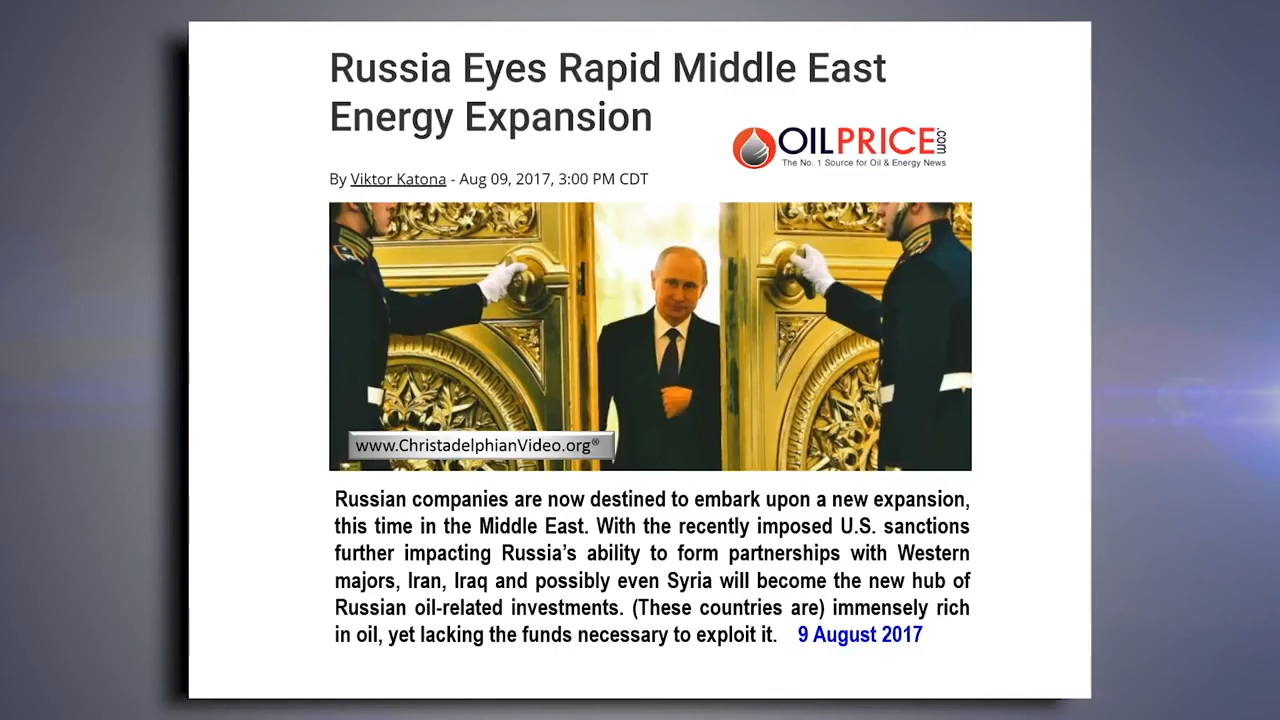 Russia Eyes Rapid Middle East
Energy Expansion
OILPRICE.com
The No. 1 Source for Oil & Energy News
By Viktor Katona - Aug 09, 2017, 3:00 PM CDT
www.ChristadelphianVideo.org®
Russian companies are now destined to embark upon a new expansion,
this time in the Middle East. With the recently imposed U.S. sanctions
further impacting Russia's ability to form partnerships with Western
majors, Iran, Iraq and possibly even Syria will become the new hub of
Russian oil-related investments. (These countries are) immensely rich
in oil, yet lacking the funds necessary to exploit it. 9 August 2017